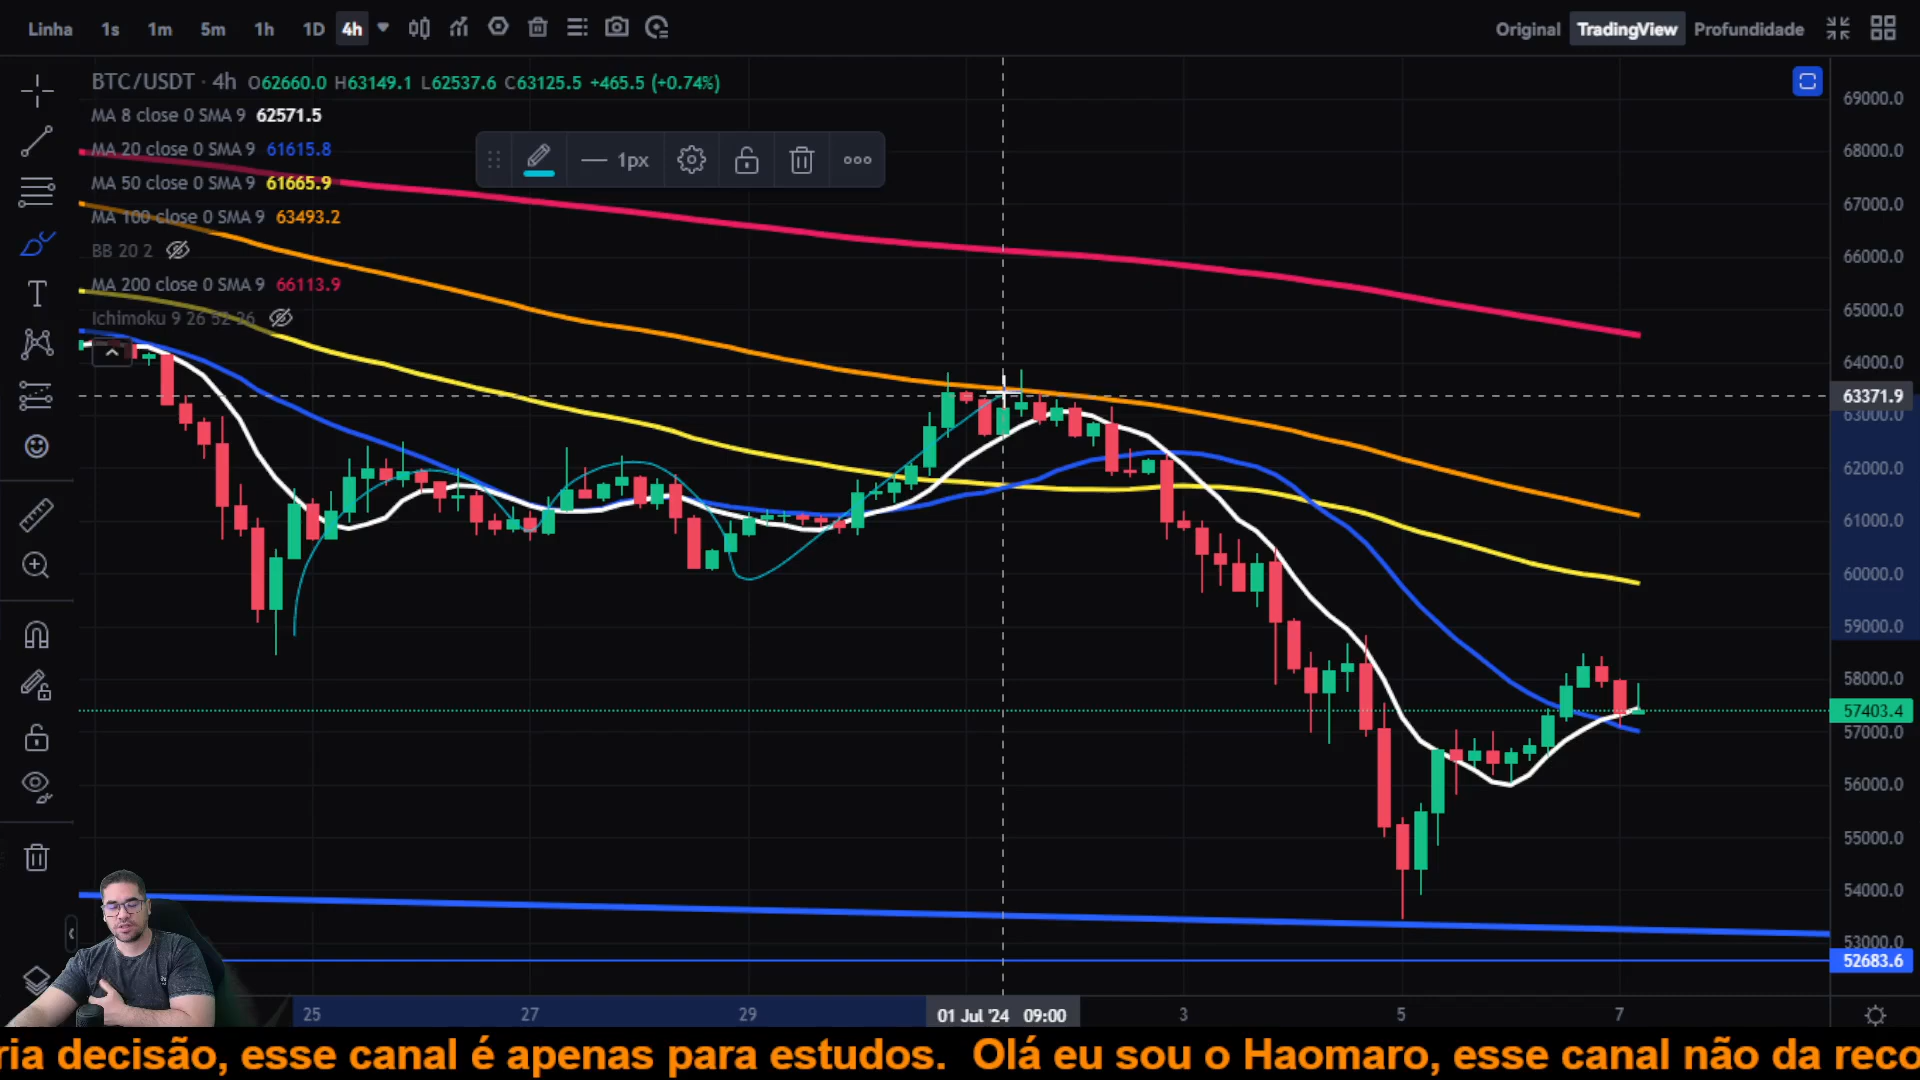 Linha 1s 1m 5m 1h 1D 4h Original TradingView Profundidade
BTC/USDT · 4h O62660.0 H63149.1 L62537.6 C63125.5 +465.5 (+0.74%)
MA 8 close 0 SMA 9 62571.5
MA 20 close 0 SMA 9 61615.8
MA 50 close 0 SMA 9 61665.9
MA 100 close 0 SMA 9 63493.2
BB 20 2
MA 200 close 0 SMA 9 66113.9
Ichimoku 9 26 52 26
1px
69000.0
68000.0
67000.0
66000.0
65000.0
64000.0
63371.9
63000.0
62000.0
61000.0
60000.0
59000.0
58000.0
57403.4
57000.0
56000.0
55000.0
54000.0
53000.0
52683.6
25 27 29 01 Jul '24 09:00 3 5 7
ria decisão, esse canal é apenas para estudos. Olá eu sou o Haomaro, esse canal não da reco